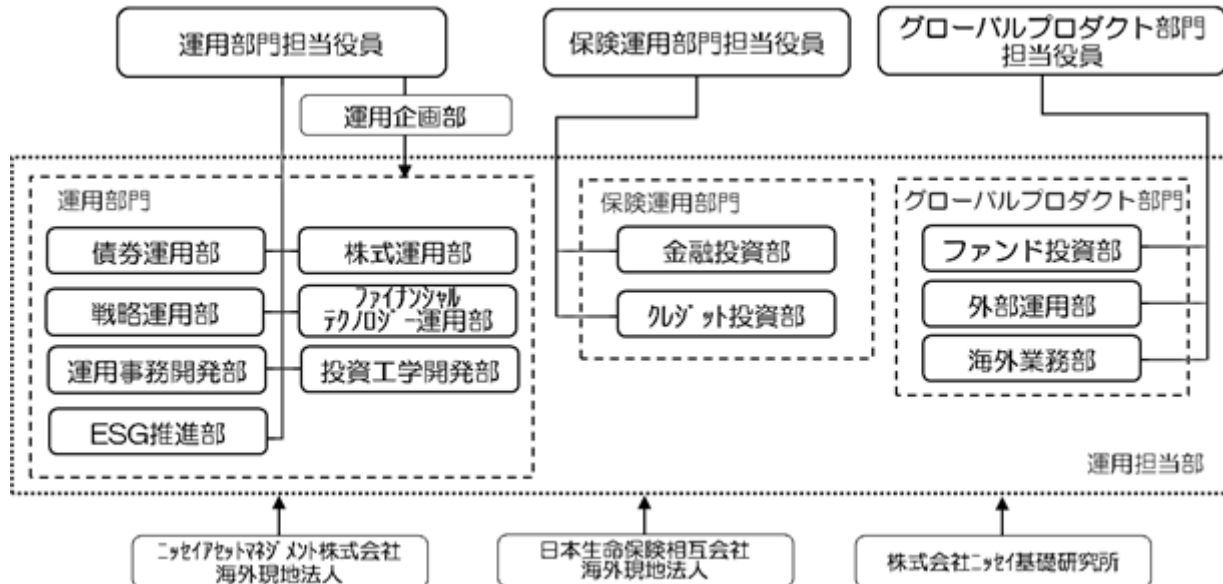 運用部門担当役員
保険運用部門担当役員
グローバルプロダクト部門
担当役員
運用企画部
運用部門
債券運用部
株式運用部
戦略運用部
ファイナンシャル
テクノロジー運用部
運用事務開発部
投資工学開発部
ESG推進部
保険運用部門
金融投資部
クレジット投資部
グローバルプロダクト部門
ファンド投資部
外部運用部
海外業務部
運用担当部
ニッセイアセットマネジメント株式会社
海外現地法人
日本生命保険相互会社
海外現地法人
株式会社ニッセイ基礎研究所